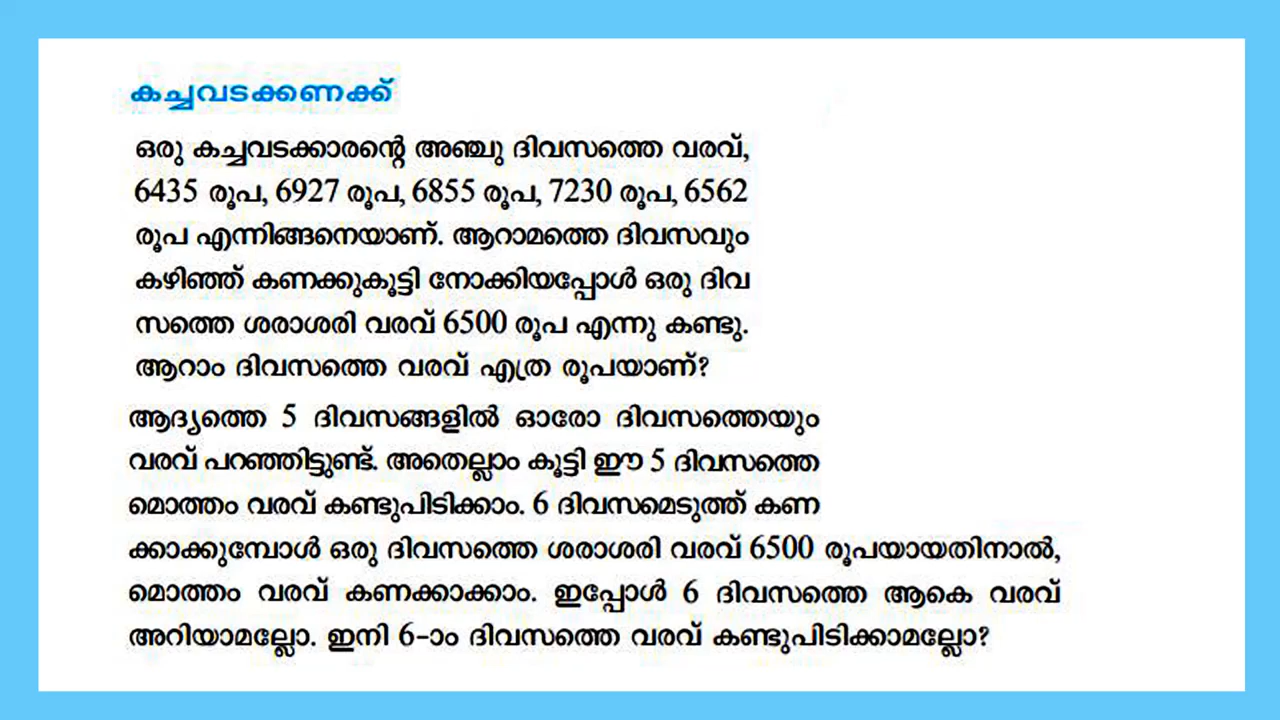 കച്ചവടക്കണക്ക്
ഒരു കച്ചവടക്കാരന്റെ അഞ്ചു ദിവസത്തെ വരവ്,
6435 രൂപ, 6927 രൂപ, 6855 രൂപ, 7230 രൂപ, 6562
രൂപ എന്നിങ്ങനെയാണ്. ആറാമത്തെ ദിവസവും
കഴിഞ്ഞ് കണക്കുകൂട്ടി നോക്കിയപ്പോൾ ഒരു ദിവ
സത്തെ ശരാശരി വരവ് 6500 രൂപ എന്നു കണ്ടു.
ആറാം ദിവസത്തെ വരവ് എത്ര രൂപയാണ്?
ആദ്യത്തെ 5 ദിവസങ്ങളിൽ ഓരോ ദിവസത്തെയും
വരവ് പറഞ്ഞിട്ടുണ്ട്. അതെല്ലാം കൂട്ടി ഈ 5 ദിവസത്തെ
മൊത്തം വരവ് കണ്ടുപിടിക്കാം. 6 ദിവസമെടുത്ത് കണ
ക്കാക്കുമ്പോൾ ഒരു ദിവസത്തെ ശരാശരി വരവ് 6500 രൂപയായതിനാൽ,
മൊത്തം വരവ് കണക്കാക്കാം. ഇപ്പോൾ 6 ദിവസത്തെ ആകെ വരവ്
അറിയാമല്ലോ. ഇനി 6-ാം ദിവസത്തെ വരവ് കണ്ടുപിടിക്കാമല്ലോ?